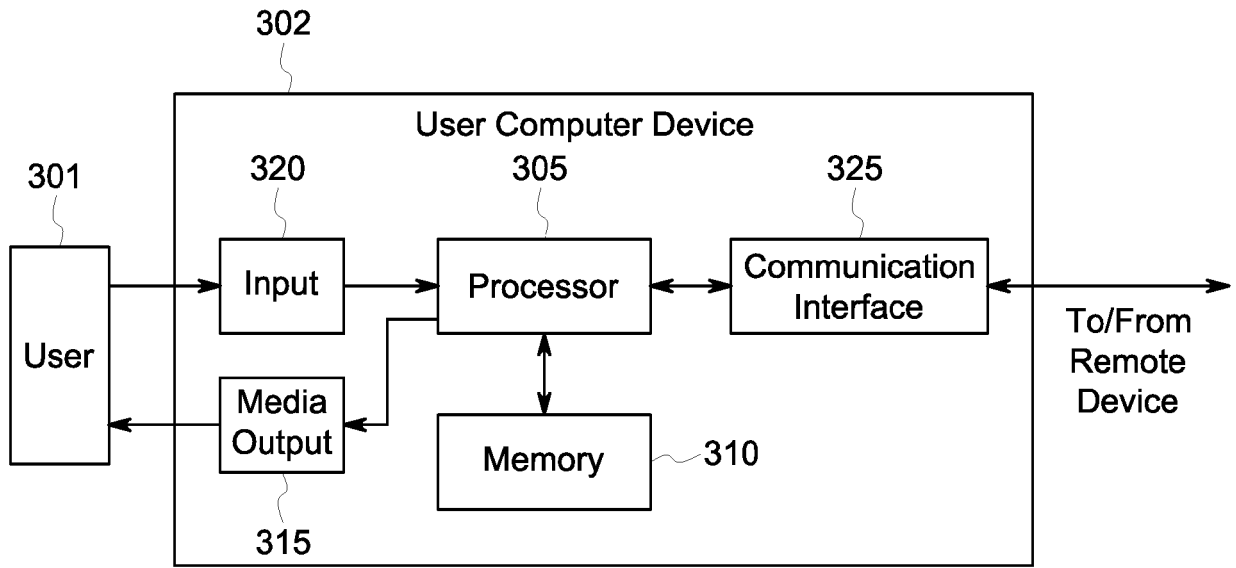 302
User Computer Device
301
320
305
325
Input
Processor
Communication
Interface
User
To/From
Remote
Device
Media
Output
Memory
310
315